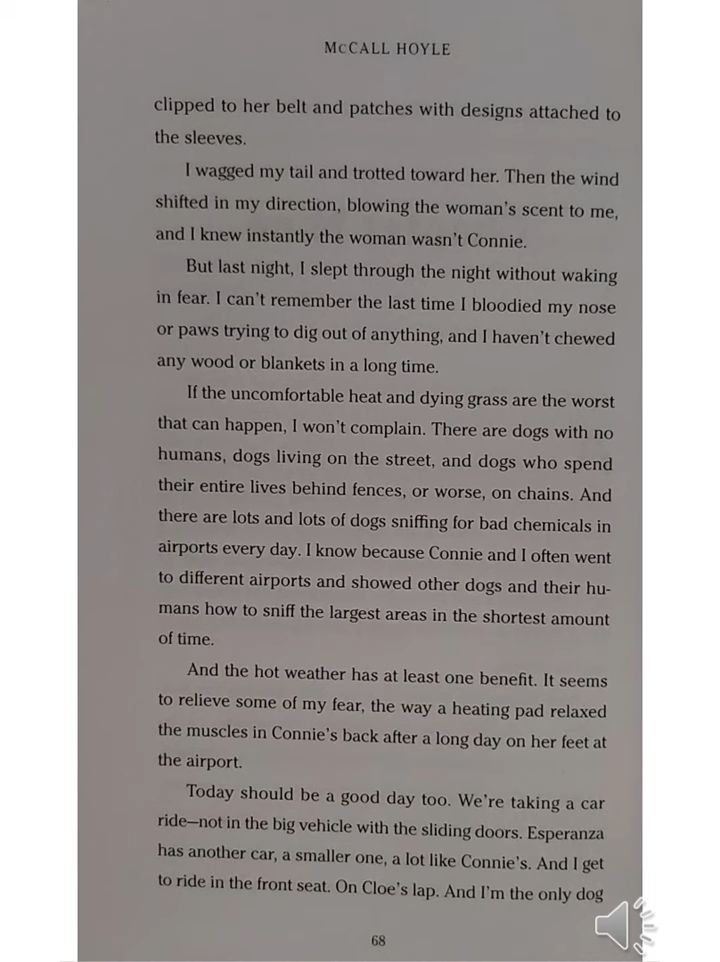 McCALL HOYLE
clipped to her belt and patches with designs attached to
the sleeves.
I wagged my tail and trotted toward her. Then the wind
shifted in my direction, blowing the woman's scent to me,
and I knew instantly the woman wasn't Connie.
But last night, I slept through the night without waking
in fear. I can't remember the last time I bloodied my nose
or paws trying to dig out of anything, and I haven't chewed
any wood or blankets in a long time.
If the uncomfortable heat and dying grass are the worst
that can happen, I won't complain. There are dogs with no
humans, dogs living on the street, and dogs who spend
their entire lives behind fences, or worse, on chains. And
there are lots and lots of dogs sniffing for bad chemicals in
airports every day. I know because Connie and I often went
to different airports and showed other dogs and their hu-
mans how to sniff the largest areas in the shortest amount
of time.
And the hot weather has at least one benefit. It seems
to relieve some of my fear, the way a heating pad relaxed
the muscles in Connie's back after a long day on her feet at
the airport.
Today should be a good day too. We're taking a car
ride—not in the big vehicle with the sliding doors. Esperanza
has another car, a smaller one, a lot like Connie's. And I get
to ride in the front seat. On Cloe's lap. And I'm the only dog
68